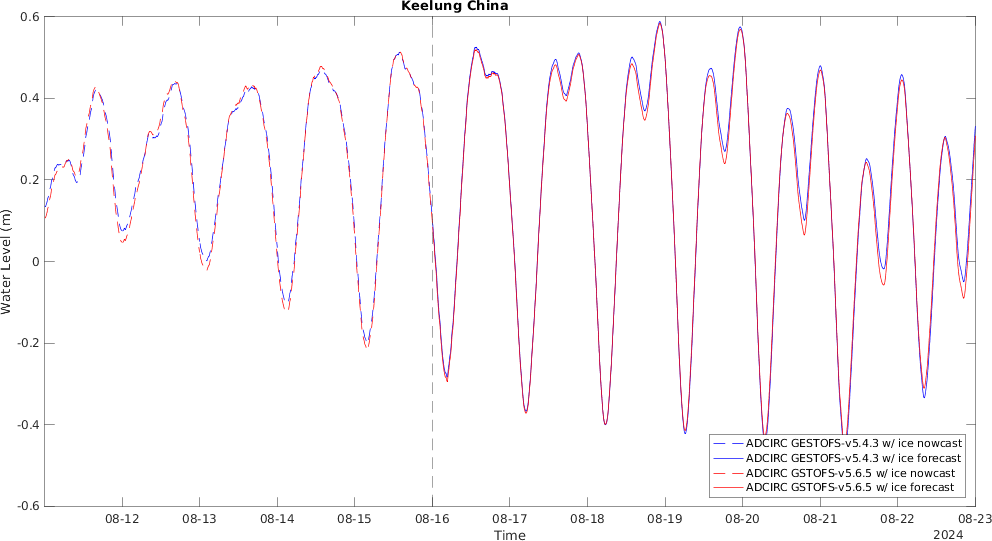 Keelung China
0.6
0.4
0.2
0
-0.2
-0.4
-0.6
Water Level (m)
08-12
08-13
08-14
08-15
08-16
08-17
08-18
08-19
08-20
08-21
08-22
08-23
Time
2024
ADCIRC GESTOFS-v5.4.3 w/ ice nowcast
ADCIRC GESTOFS-v5.4.3 w/ ice forecast
ADCIRC GSTOFS-v5.6.5 w/ ice nowcast
ADCIRC GSTOFS-v5.6.5 w/ ice forecast